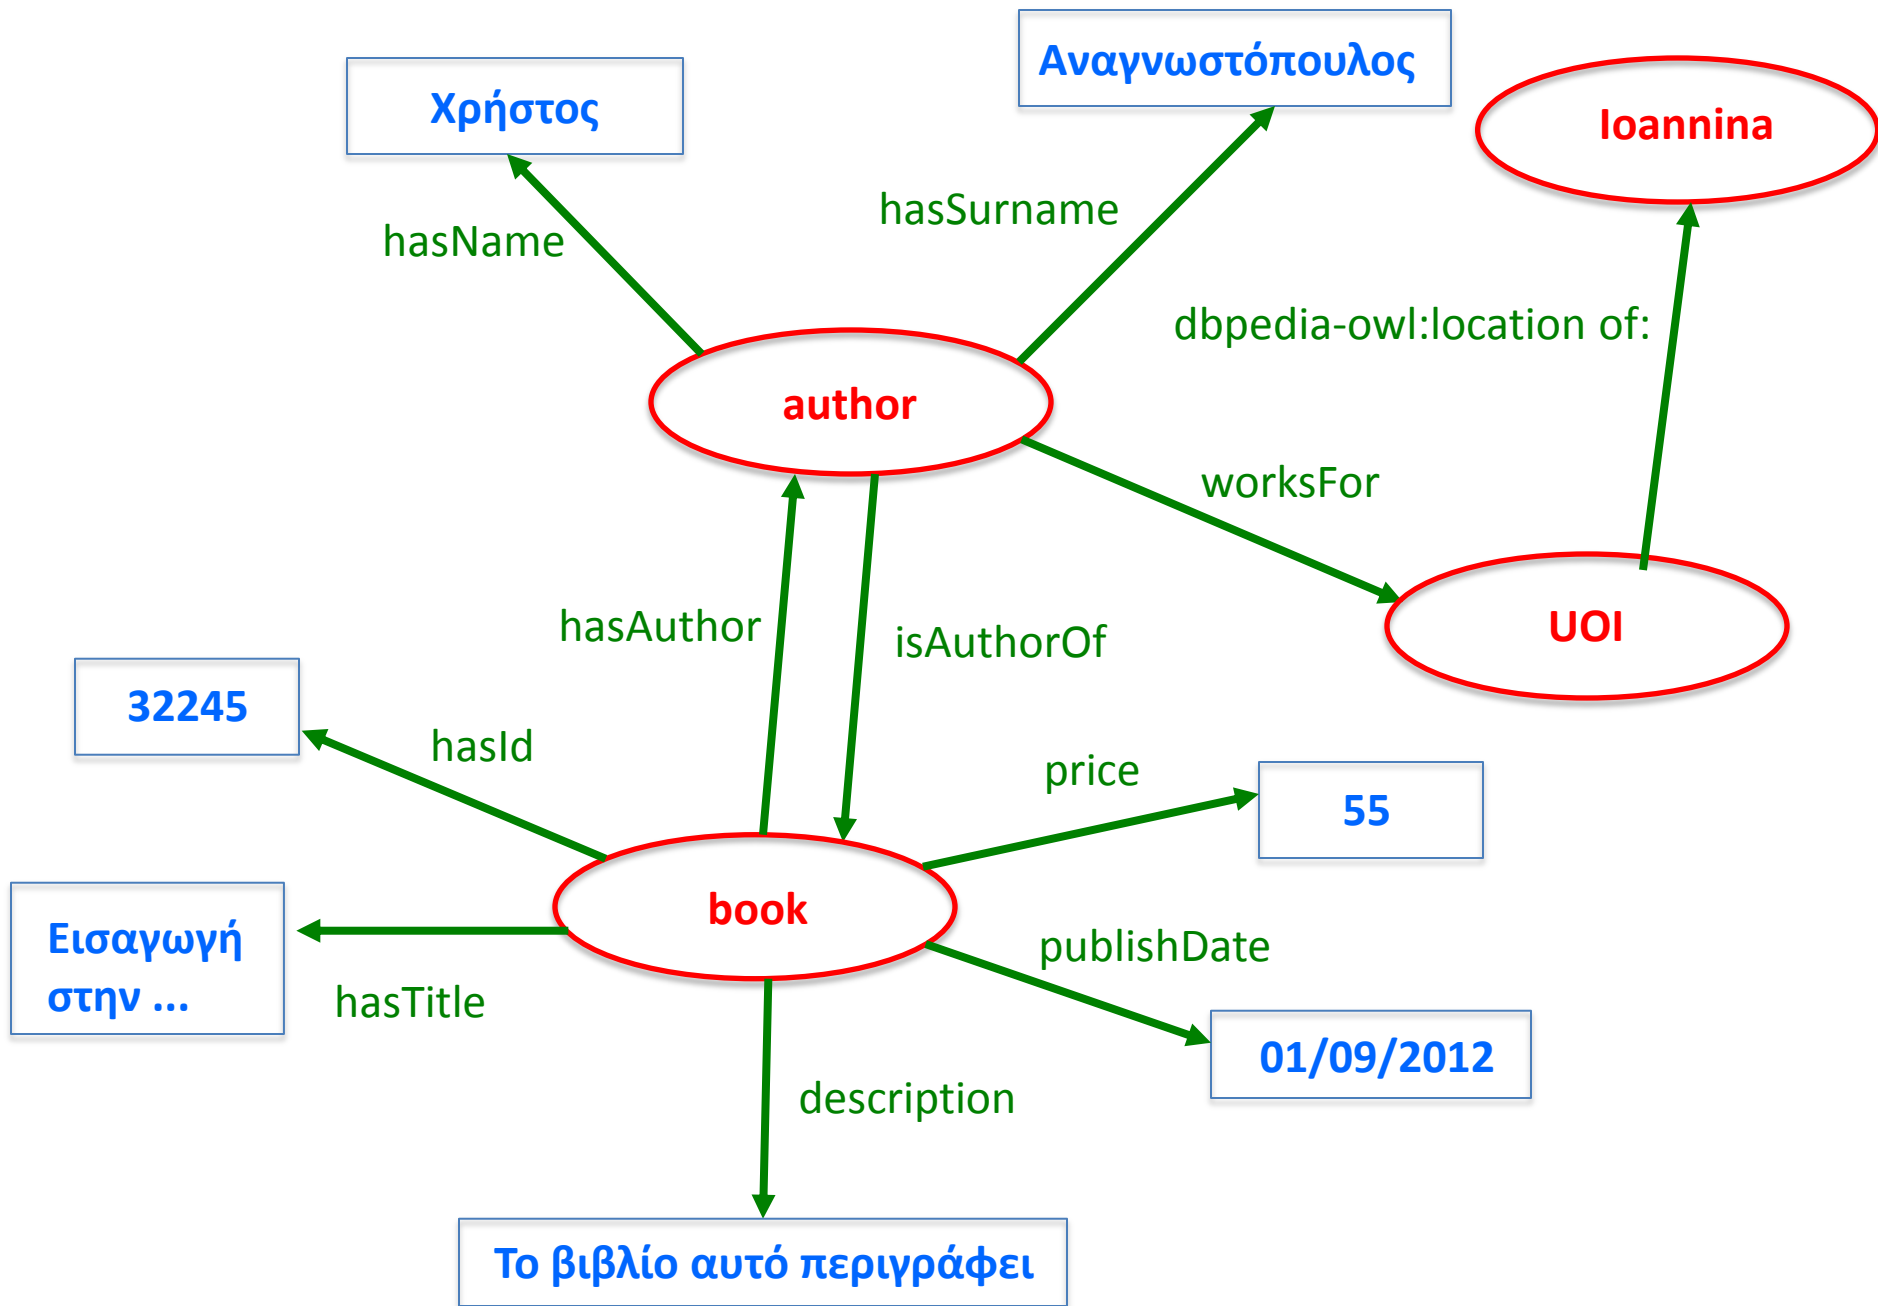 Αναγνωστόπουλος
Χρήστος
Ioannina
hasSurname
hasName
dbpedia-owl:location of:
author
worksFor
hasAuthor
isAuthorOf
UOI
32245
hasId
price
55
book
Εισαγωγή
στην ...
publishDate
hasTitle
01/09/2012
description
Το βιβλίο αυτό περιγράφει